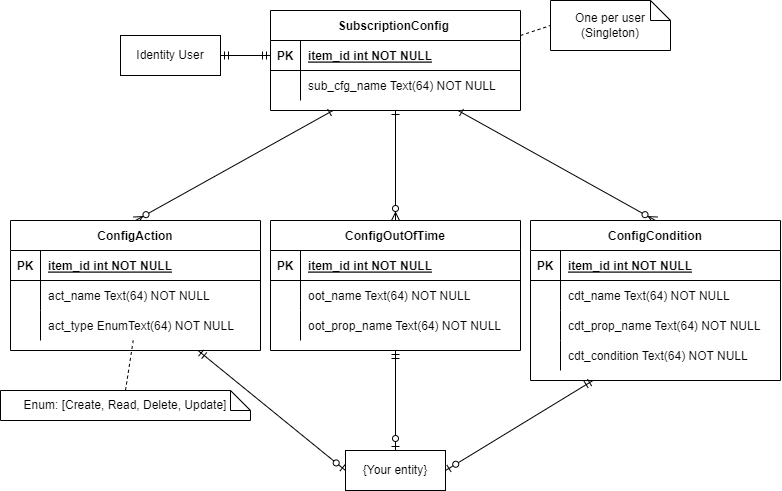 SubscriptionConfig
One per user
(Singleton)
Identity User
PK
item_id int NOT NULL
sub_cfg_name Text(64) NOT NULL
ConfigAction
PK
item_id int NOT NULL
act_name Text(64) NOT NULL
act_type EnumText(64) NOT NULL
ConfigOutOfTime
PK
item_id int NOT NULL
oot_name Text(64) NOT NULL
oot_prop_name Text(64) NOT NULL
ConfigCondition
PK
item_id int NOT NULL
cdt_name Text(64) NOT NULL
cdt_prop_name Text(64) NOT NULL
cdt_condition Text(64) NOT NULL
Enum: [Create, Read, Delete, Update]
{Your entity}